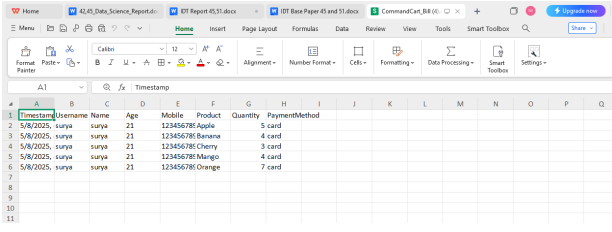 Home 42,45_Data_Science_Report.do IDT Report 45,51.docx IDT Base Paper 45 and 51.docx CommandCart_Bill (4) Upgrade now
Menu Home Insert Page Layout Formulas Data Review View Tools Smart Toolbox Share
Calibri 12
Format Painter Paste B I U A Alignment Number Format Cells Formatting Data Processing Smart Toolbox Settings
A1 fx Timestamp
A B C D E F G H I J K L M N O P Q
1 Timestamp Username Name Age Mobile Product Quantity PaymentMethod
2 5/8/2025, surya surya 21 123456789 Apple 5 card
3 5/8/2025, surya surya 21 123456789 Banana 4 card
4 5/8/2025, surya surya 21 123456789 Cherry 3 card
5 5/8/2025, surya surya 21 123456789 Mango 4 card
6 5/8/2025, surya surya 21 123456789 Orange 7 card
7
8
9
10
11